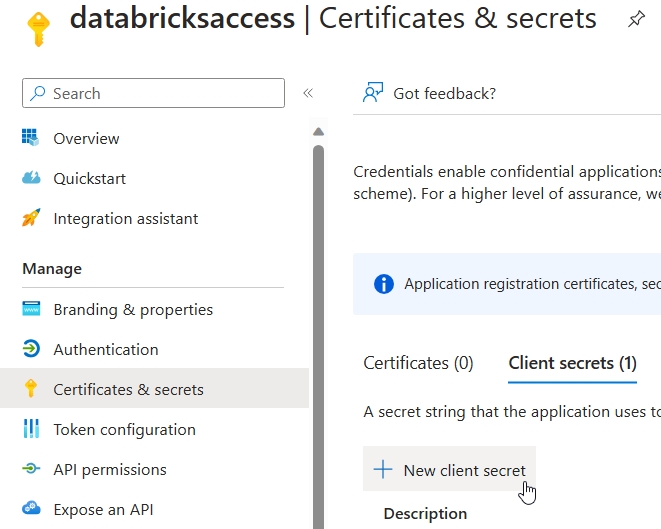 databricksaccess | Certificates & secrets
Search
Got feedback?
Overview
Quickstart
Integration assistant
Manage
Branding & properties
Authentication
Certificates & secrets
Token configuration
API permissions
Expose an API
Credentials enable confidential applications
scheme). For a higher level of assurance, we
Application registration certificates, sec
Certificates (0)
Client secrets (1)
A secret string that the application uses to
New client secret
Description